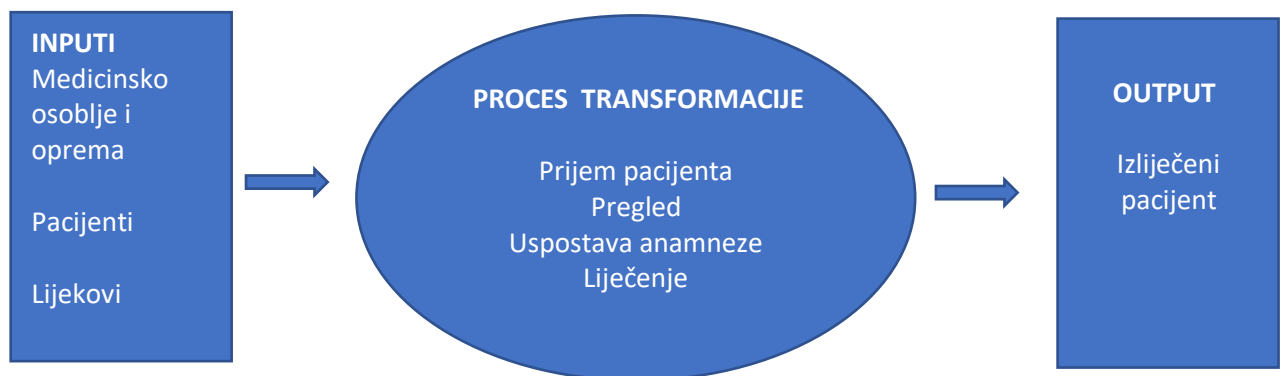 INPUTI
Medicinsko
osoblje i
oprema
Pacijenti
Lijekovi
PROCES TRANSFORMACIJE
Prijem pacijenta
Pregled
Uspostava anamneze
Liječenje
OUTPUT
Izliječeni
pacijent